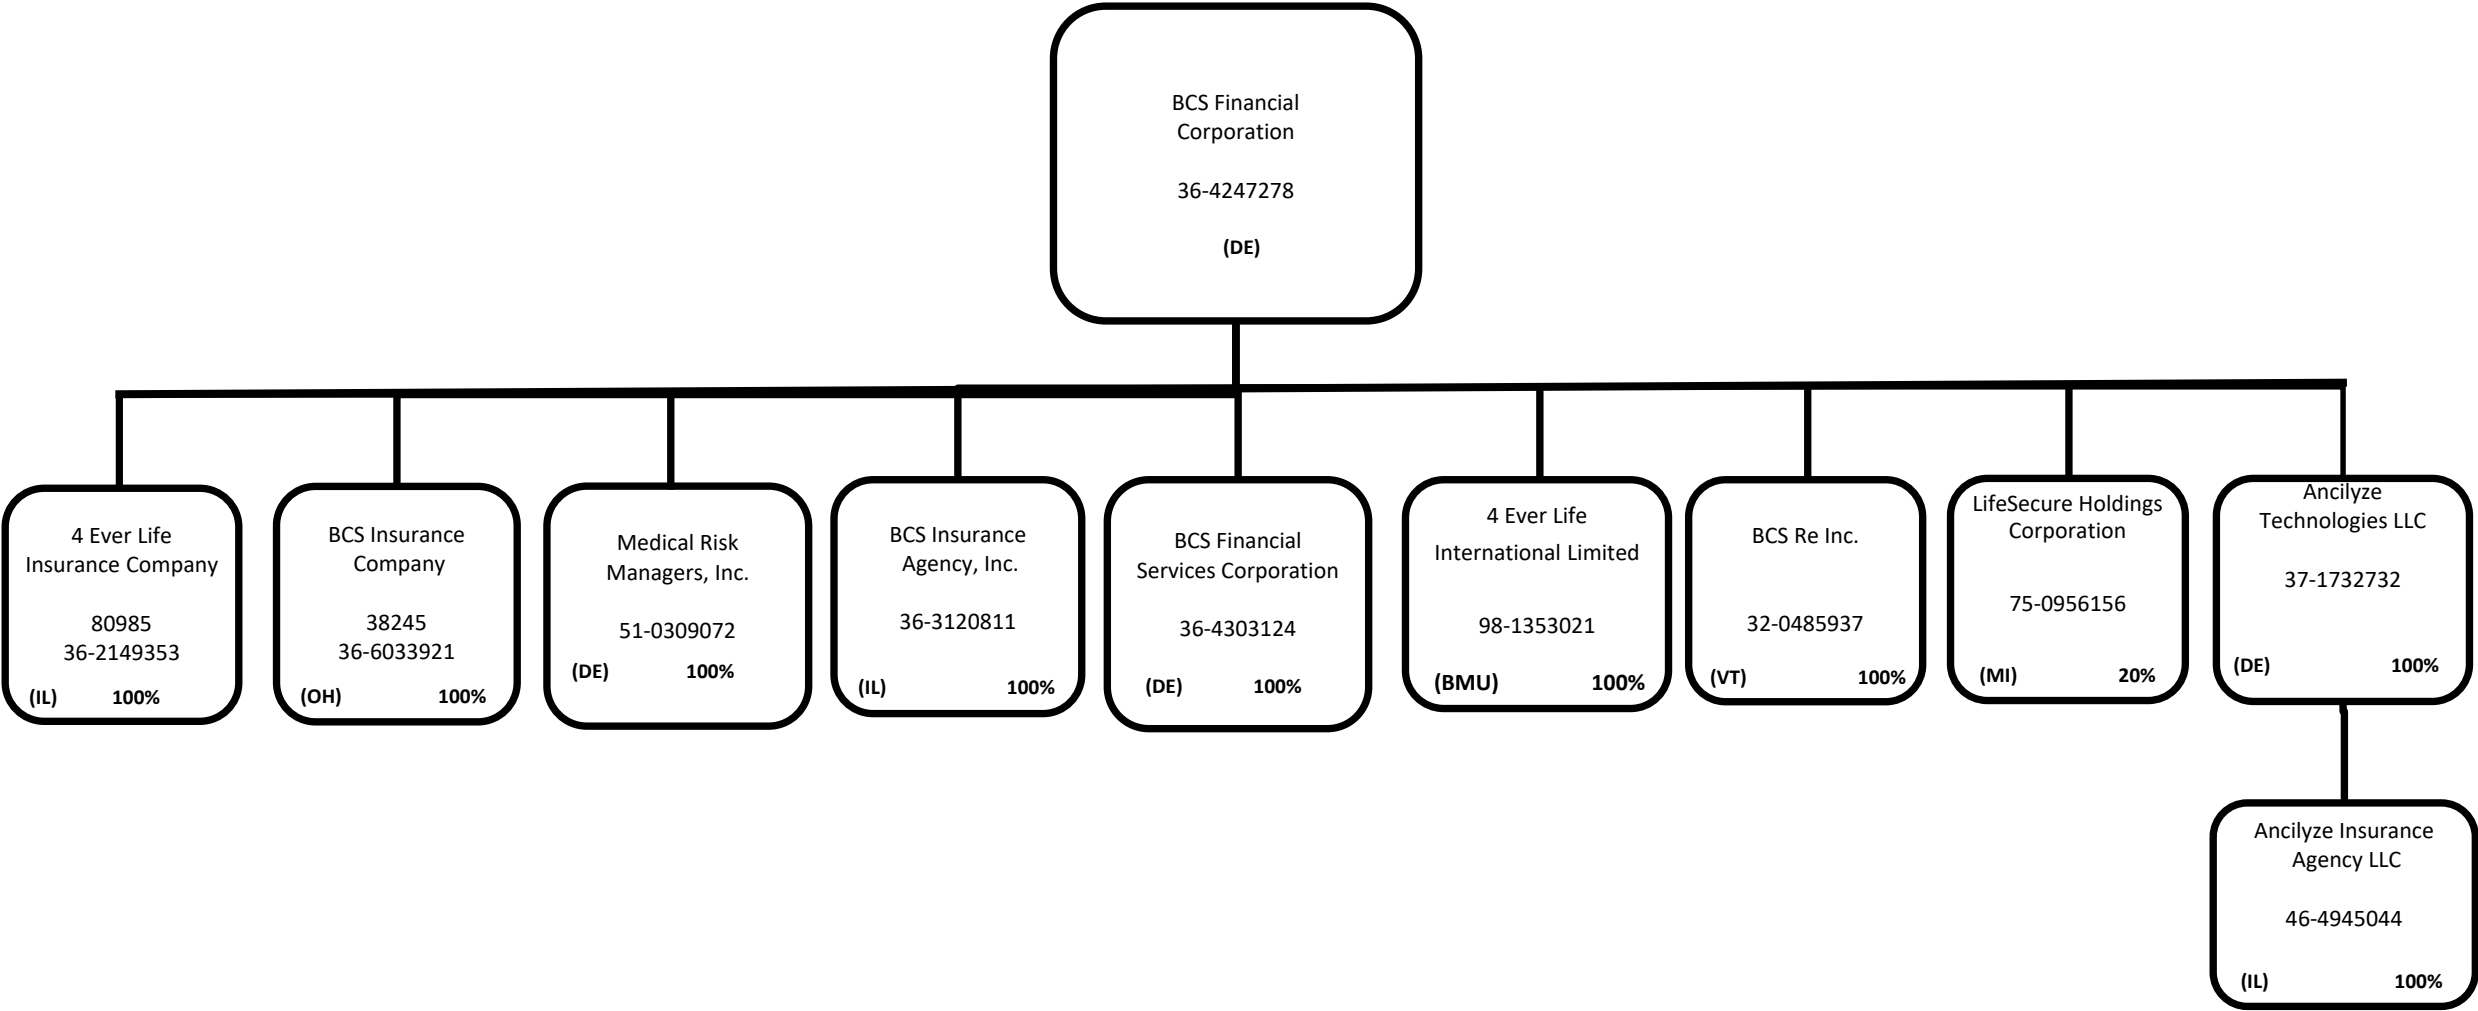 BCS Financial
Corporation
36-4247278
(DE)
4 Ever Life
Insurance Company
80985
36-2149353
(IL) 100%
BCS Insurance
Company
38245
36-6033921
(OH) 100%
Medical Risk
Managers, Inc.
51-0309072
(DE) 100%
BCS Insurance
Agency, Inc.
36-3120811
(IL) 100%
BCS Financial
Services Corporation
36-4303124
(DE) 100%
4 Ever Life
International Limited
98-1353021
(BMU) 100%
BCS Re Inc.
32-0485937
(VT) 100%
LifeSecure Holdings
Corporation
75-0956156
(MI) 20%
Ancilyze
Technologies LLC
37-1732732
(DE) 100%
Ancilyze Insurance
Agency LLC
46-4945044
(IL) 100%